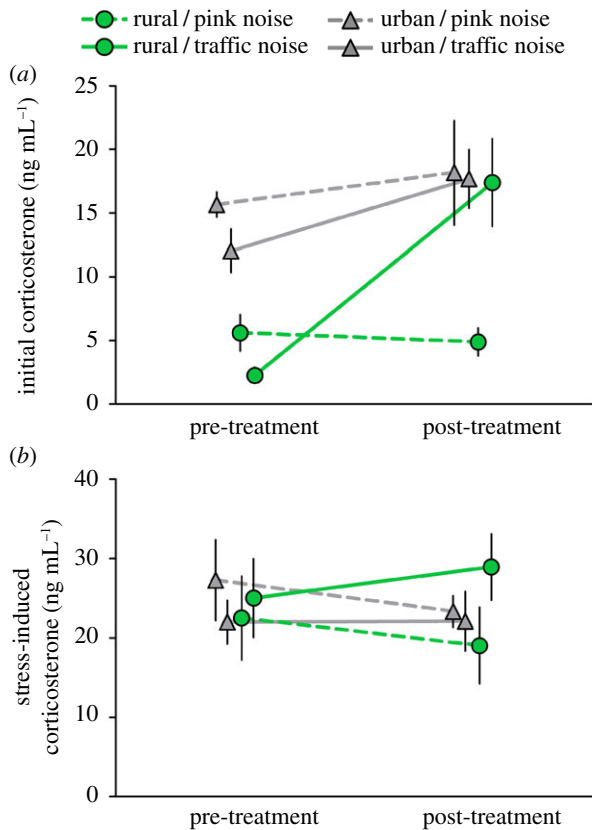 rural / pink noise urban / pink noise
rural / traffic noise urban / traffic noise
(a)
25
20
15
10
5
0
initial corticosterone (ng mL⁻¹)
pre-treatment post-treatment
(b)
40
30
20
10
0
stress-induced
corticosterone (ng mL⁻¹)
pre-treatment post-treatment